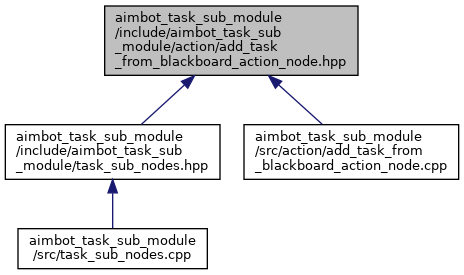 aimbot_task_sub_module
/include/aimbot_task_sub
_module/action/add_task
_from_blackboard_action_node.hpp
aimbot_task_sub_module
/include/aimbot_task_sub
_module/task_sub_nodes.hpp
aimbot_task_sub_module
/src/action/add_task_from
_blackboard_action_node.cpp
aimbot_task_sub_module
/src/task_sub_nodes.cpp